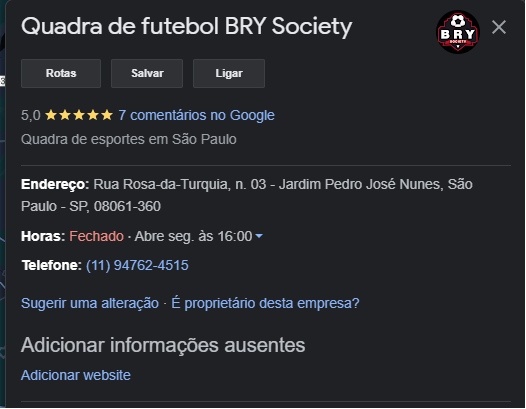 Quadra de futebol BRY Society
BRY
SOCIETY
Rotas Salvar Ligar
5,0 7 comentários no Google
Quadra de esportes em São Paulo
Endereço: Rua Rosa-da-Turquia, n. 03 - Jardim Pedro José Nunes, São
Paulo - SP, 08061-360
Horas: Fechado · Abre seg. às 16:00
Telefone: (11) 94762-4515
Sugerir uma alteração · É proprietário desta empresa?
Adicionar informações ausentes
Adicionar website